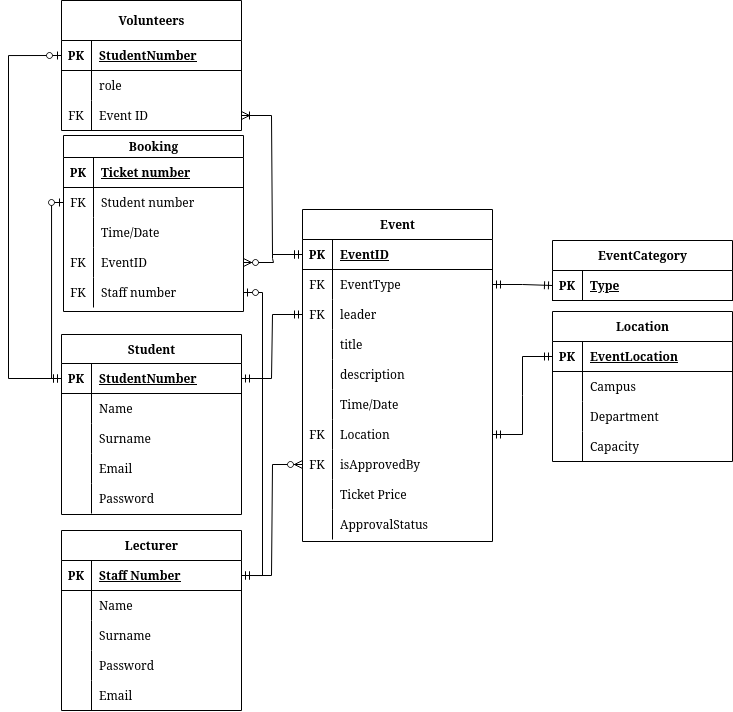 Volunteers
PK StudentNumber
role
FK Event ID
Booking
PK Ticket number
FK Student number
Time/Date
FK EventID
FK Staff number
Student
PK StudentNumber
Name
Surname
Email
Password
Lecturer
PK Staff Number
Name
Surname
Password
Email
Event
PK EventID
FK EventType
FK leader
title
description
Time/Date
FK Location
FK isApprovedBy
Ticket Price
ApprovalStatus
EventCategory
PK Type
Location
PK EventLocation
Campus
Department
Capacity